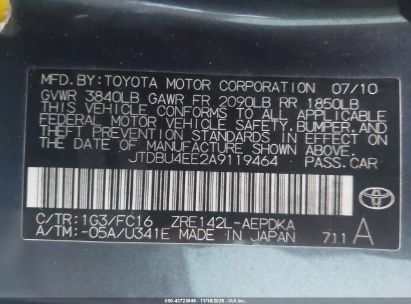 MFD.BY:TOYOTA MOTOR CORPORATION 07/10
GVWR 3840LB GAWR FR 2090LB RR 1850LB
THIS VEHICLE CONFORMS TO ALL APPLICABLE
FEDERAL MOTOR VEHICLE SAFETY, BUMPER, AND
THEFT PREVENTION STANDARDS IN EFFECT ON
THE DATE OF MANUFACTURE SHOWN ABOVE.
JTDBU4EE2A9119464 PASS.CAR
C/TR:1G3/FC16 ZRE142L-AEPDKA
A/TM:-05A/U341E MADE IN JAPAN 711 A
TOYOTA